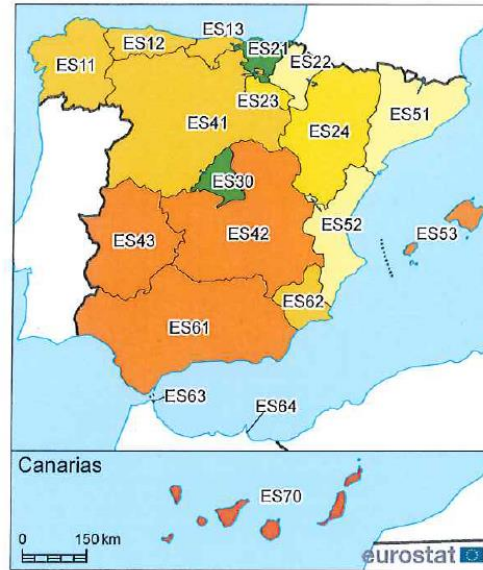 ES13
ES12
ES21
ES11
ES22
ES23
ES51
ES41
ES24
ES30
ES52
ES53
ES43
ES42
ES62
ES61
ES63
ES64
Canarias
ES70
0 150 km
eurostat